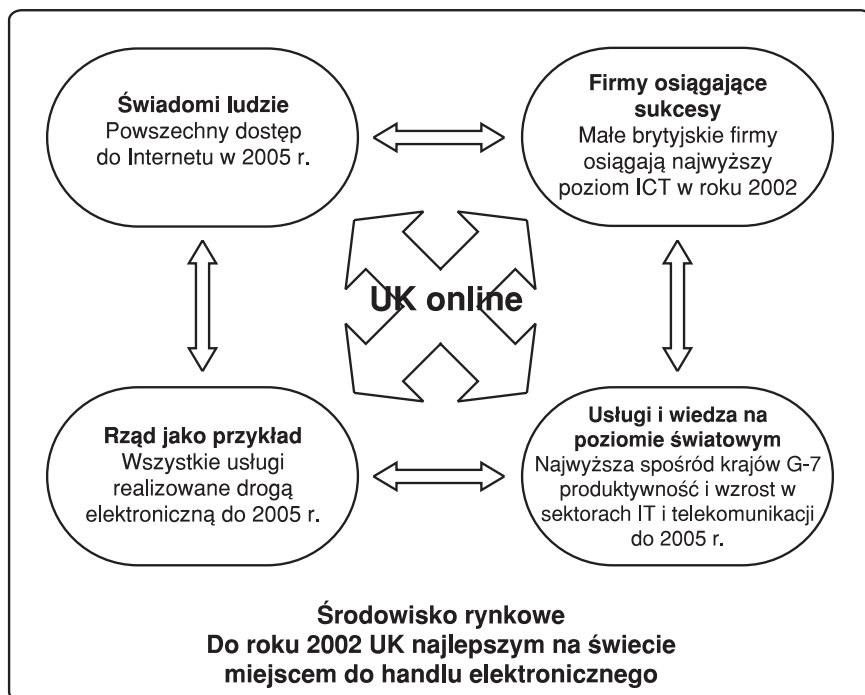 Świadomi ludzie
Powszechny dostęp
do Internetu w 2005 r.
Firmy osiągające
sukcesy
Małe brytyjskie firmy
osiągają najwyższy
poziom ICT w roku 2002
UK online
Rząd jako przykład
Wszystkie usługi
realizowane drogą
elektroniczną do 2005 r.
Usługi i wiedza na
poziomie światowym
Najwyższa spośród krajów G-7
produktywność i wzrost w
sektorach IT i telekomunikacji
do 2005 r.
Środowisko rynkowe
Do roku 2002 UK najlepszym na świecie
miejscem do handlu elektronicznego